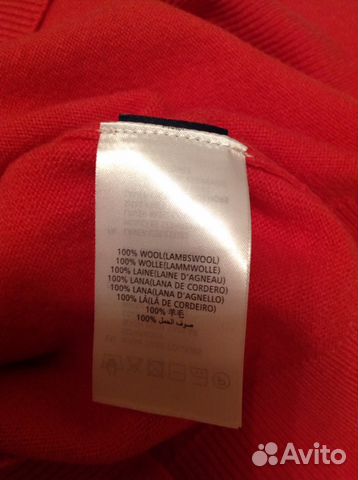 100% WOOL(LAMBSWOOL)
100% WOLLE(LAMMWOLLE)
100% LAINE(LAINE D'AGNEAU)
100% LANA(LANA DE CORDERO)
100% LANA(LANA D'AGNELLO)
100% LÃ(LÃ DE CORDEIRO)
100% 羊毛
100% صوف الحمل
Avito